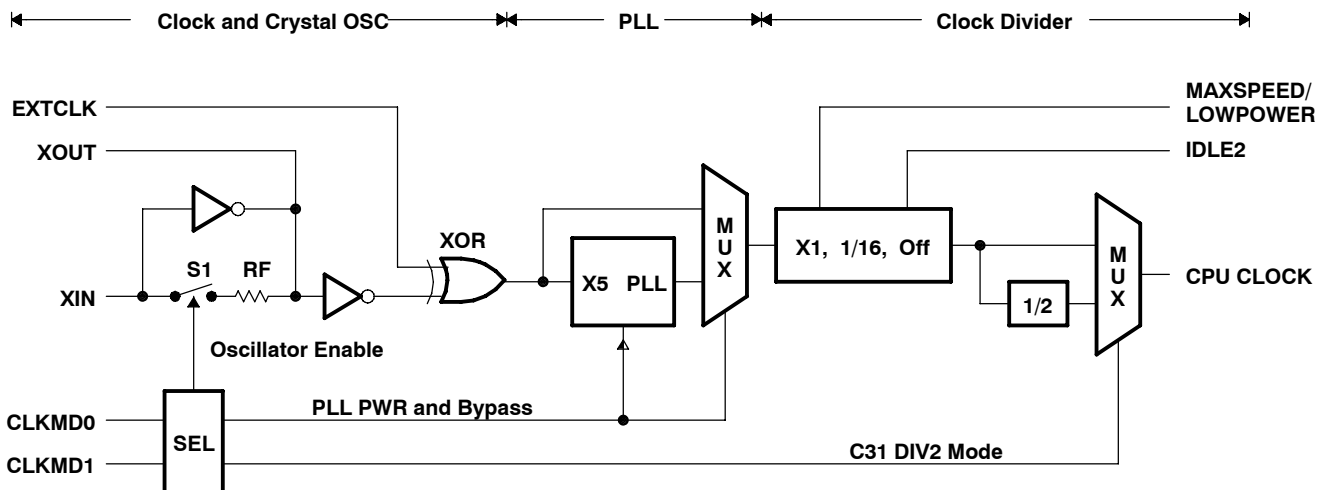 Clock and Crystal OSC
PLL
Clock Divider
EXTCLK
XOUT
MAXSPEED/
LOWPOWER
IDLE2
XOR
M
U
X
X1, 1/16, Off
M
U
X
S1
RF
XIN
X5 PLL
1/2
CPU CLOCK
Oscillator Enable
CLKMD0
PLL PWR and Bypass
SEL
CLKMD1
C31 DIV2 Mode